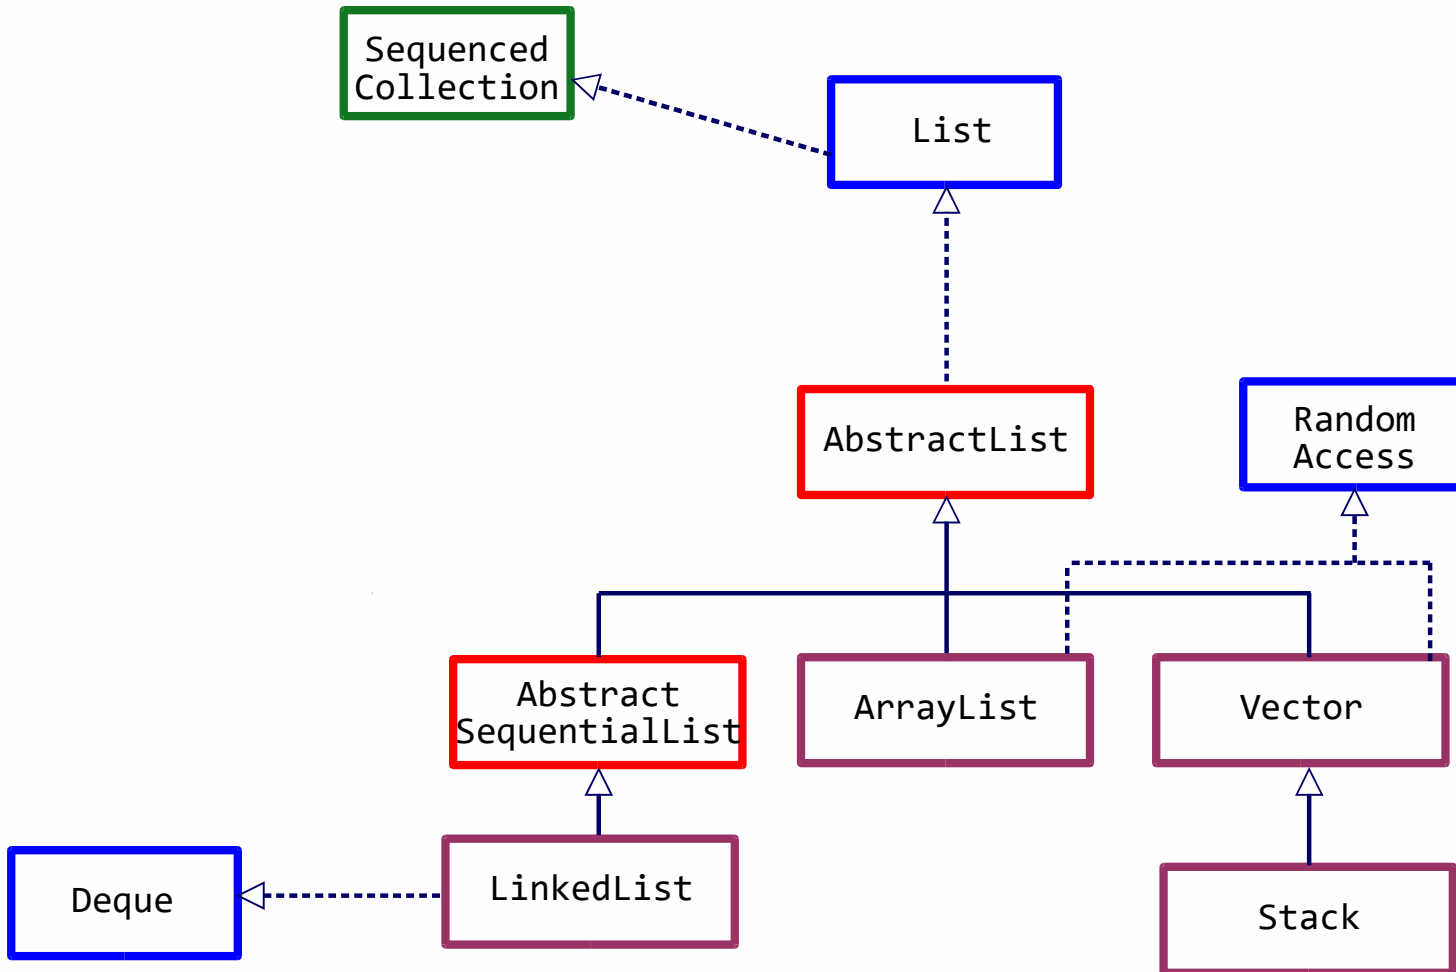 Sequenced
Collection
List
AbstractList
Random
Access
Abstract
SequentialList
ArrayList
Vector
Deque
LinkedList
Stack